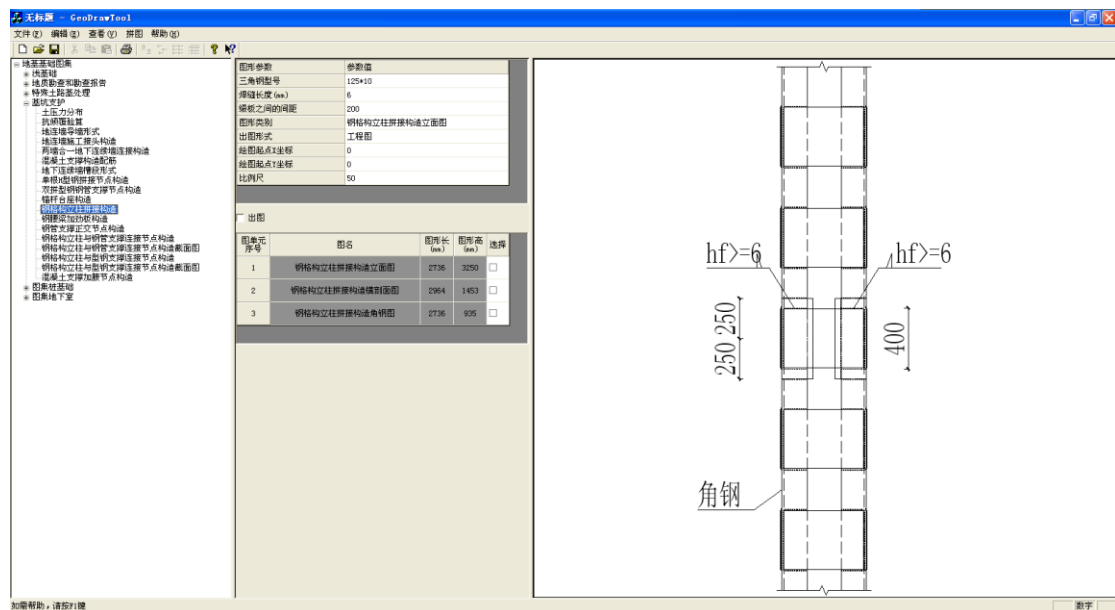 无标题 - GeoDrawTool
文件(F) 编辑(E) 查看(V) 拼图 帮助(H)
地基基础图集
浅基础
地质勘查和勘查报告
特殊土路基处理
基坑支护
土压力分布
抗倾覆验算
地连墙导墙形式
地连墙施工接头构造
两墙合一地下连续墙连接构造
混凝土支撑构造配筋
地下连续墙槽段形式
单根H型钢拼接节点构造
双拼型钢钢管支撑节点构造
锚杆台座构造
钢格构立柱拼接构造
钢腰梁加劲板构造
钢管支撑正交节点构造
钢格构立柱与钢管支撑连接节点构造
钢格构立柱与钢管支撑连接节点构造截面图
钢格构立柱与型钢支撑连接节点构造
钢格构立柱与型钢支撑连接节点构造截面图
混凝土支撑加腋节点构造
图集桩基础
图集地下室
图形参数 参数值
三角钢型号 125*10
焊缝长度(mm) 6
缀板之间的间距 200
图形类别 钢格构立柱拼接构造立面图
出图形式 工程图
绘图起点X坐标 0
绘图起点Y坐标 0
比例尺 50
出图
图单元序号 图名 图形长(mm) 图形高(mm) 选择
1 钢格构立柱拼接构造立面图 2736 3250
2 钢格构立柱拼接构造横剖面图 2964 1453
3 钢格构立柱拼接构造角钢图 2736 935
hf>=6
hf>=6
250 250
400
角钢
如需帮助，请按F1键
数字